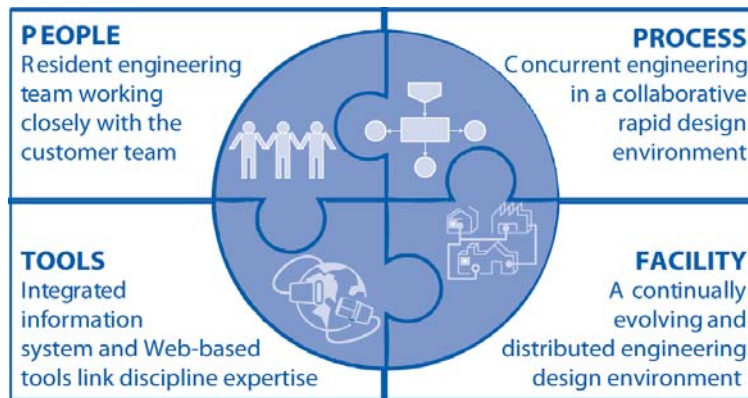 PEOPLE
Resident engineering
team working
closely with the
customer team
PROCESS
Concurrent engineering
in a collaborative
rapid design
environment
TOOLS
Integrated
information
system and Web-based
tools link discipline expertise
FACILITY
A continually
evolving and
distributed engineering
design environment